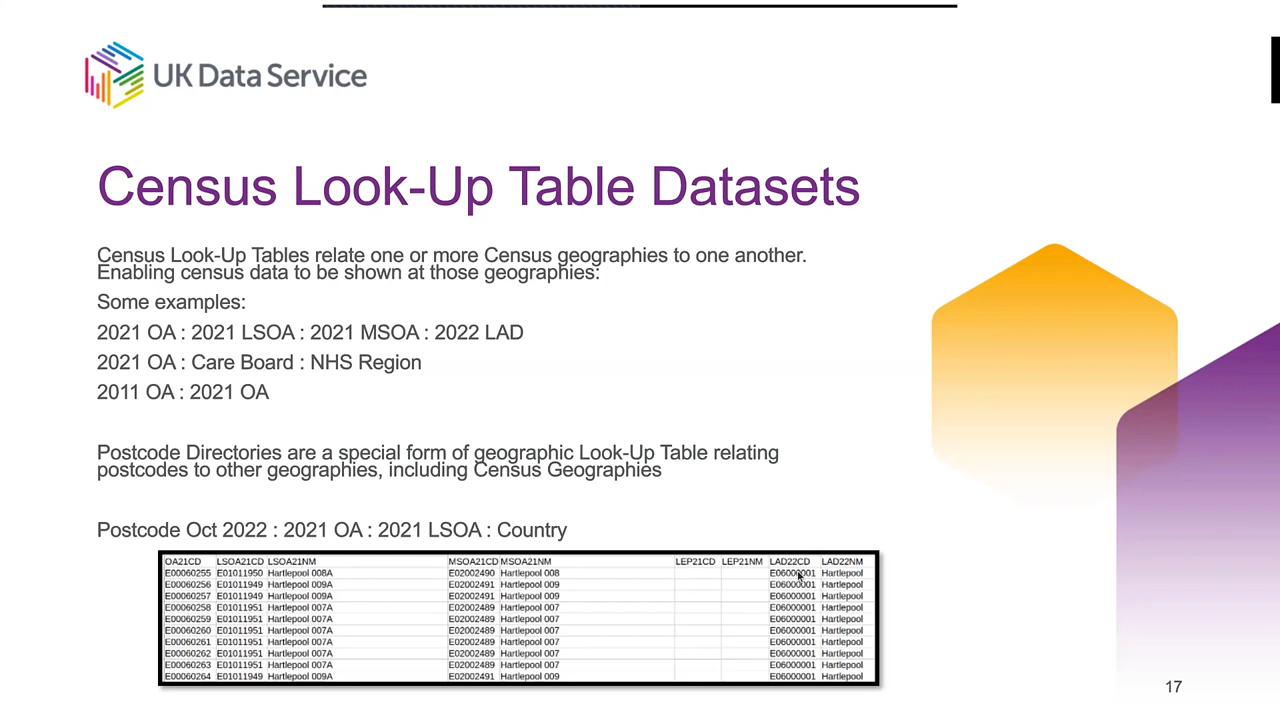 UK Data Service
Census Look-Up Table Datasets
Census Look-Up Tables relate one or more Census geographies to one another.
Enabling census data to be shown at those geographies:
Some examples:
2021 OA : 2021 LSOA : 2021 MSOA : 2022 LAD
2021 OA : Care Board : NHS Region
2011 OA : 2021 OA
Postcode Directories are a special form of geographic Look-Up Table relating
postcodes to other geographies, including Census Geographies
Postcode Oct 2022 : 2021 OA : 2021 LSOA : Country
OA21CD LSOA21CD LSOA21NM MSOA21CD MSOA21NM LEP21CD LEP21NM LAD22CD LAD22NM
E00060255 E01011950 Hartlepool 008A E02002490 Hartlepool 008 E06000001 Hartlepool
E00060256 E01011949 Hartlepool 009A E02002491 Hartlepool 009 E06000001 Hartlepool
E00060257 E01011949 Hartlepool 009A E02002491 Hartlepool 009 E06000001 Hartlepool
E00060258 E01011951 Hartlepool 007A E02002489 Hartlepool 007 E06000001 Hartlepool
E00060259 E01011951 Hartlepool 007A E02002489 Hartlepool 007 E06000001 Hartlepool
E00060260 E01011951 Hartlepool 007A E02002489 Hartlepool 007 E06000001 Hartlepool
E00060261 E01011951 Hartlepool 007A E02002489 Hartlepool 007 E06000001 Hartlepool
E00060262 E01011951 Hartlepool 007A E02002489 Hartlepool 007 E06000001 Hartlepool
E00060263 E01011951 Hartlepool 007A E02002489 Hartlepool 007 E06000001 Hartlepool
E00060264 E01011949 Hartlepool 009A E02002491 Hartlepool 009 E06000001 Hartlepool
17